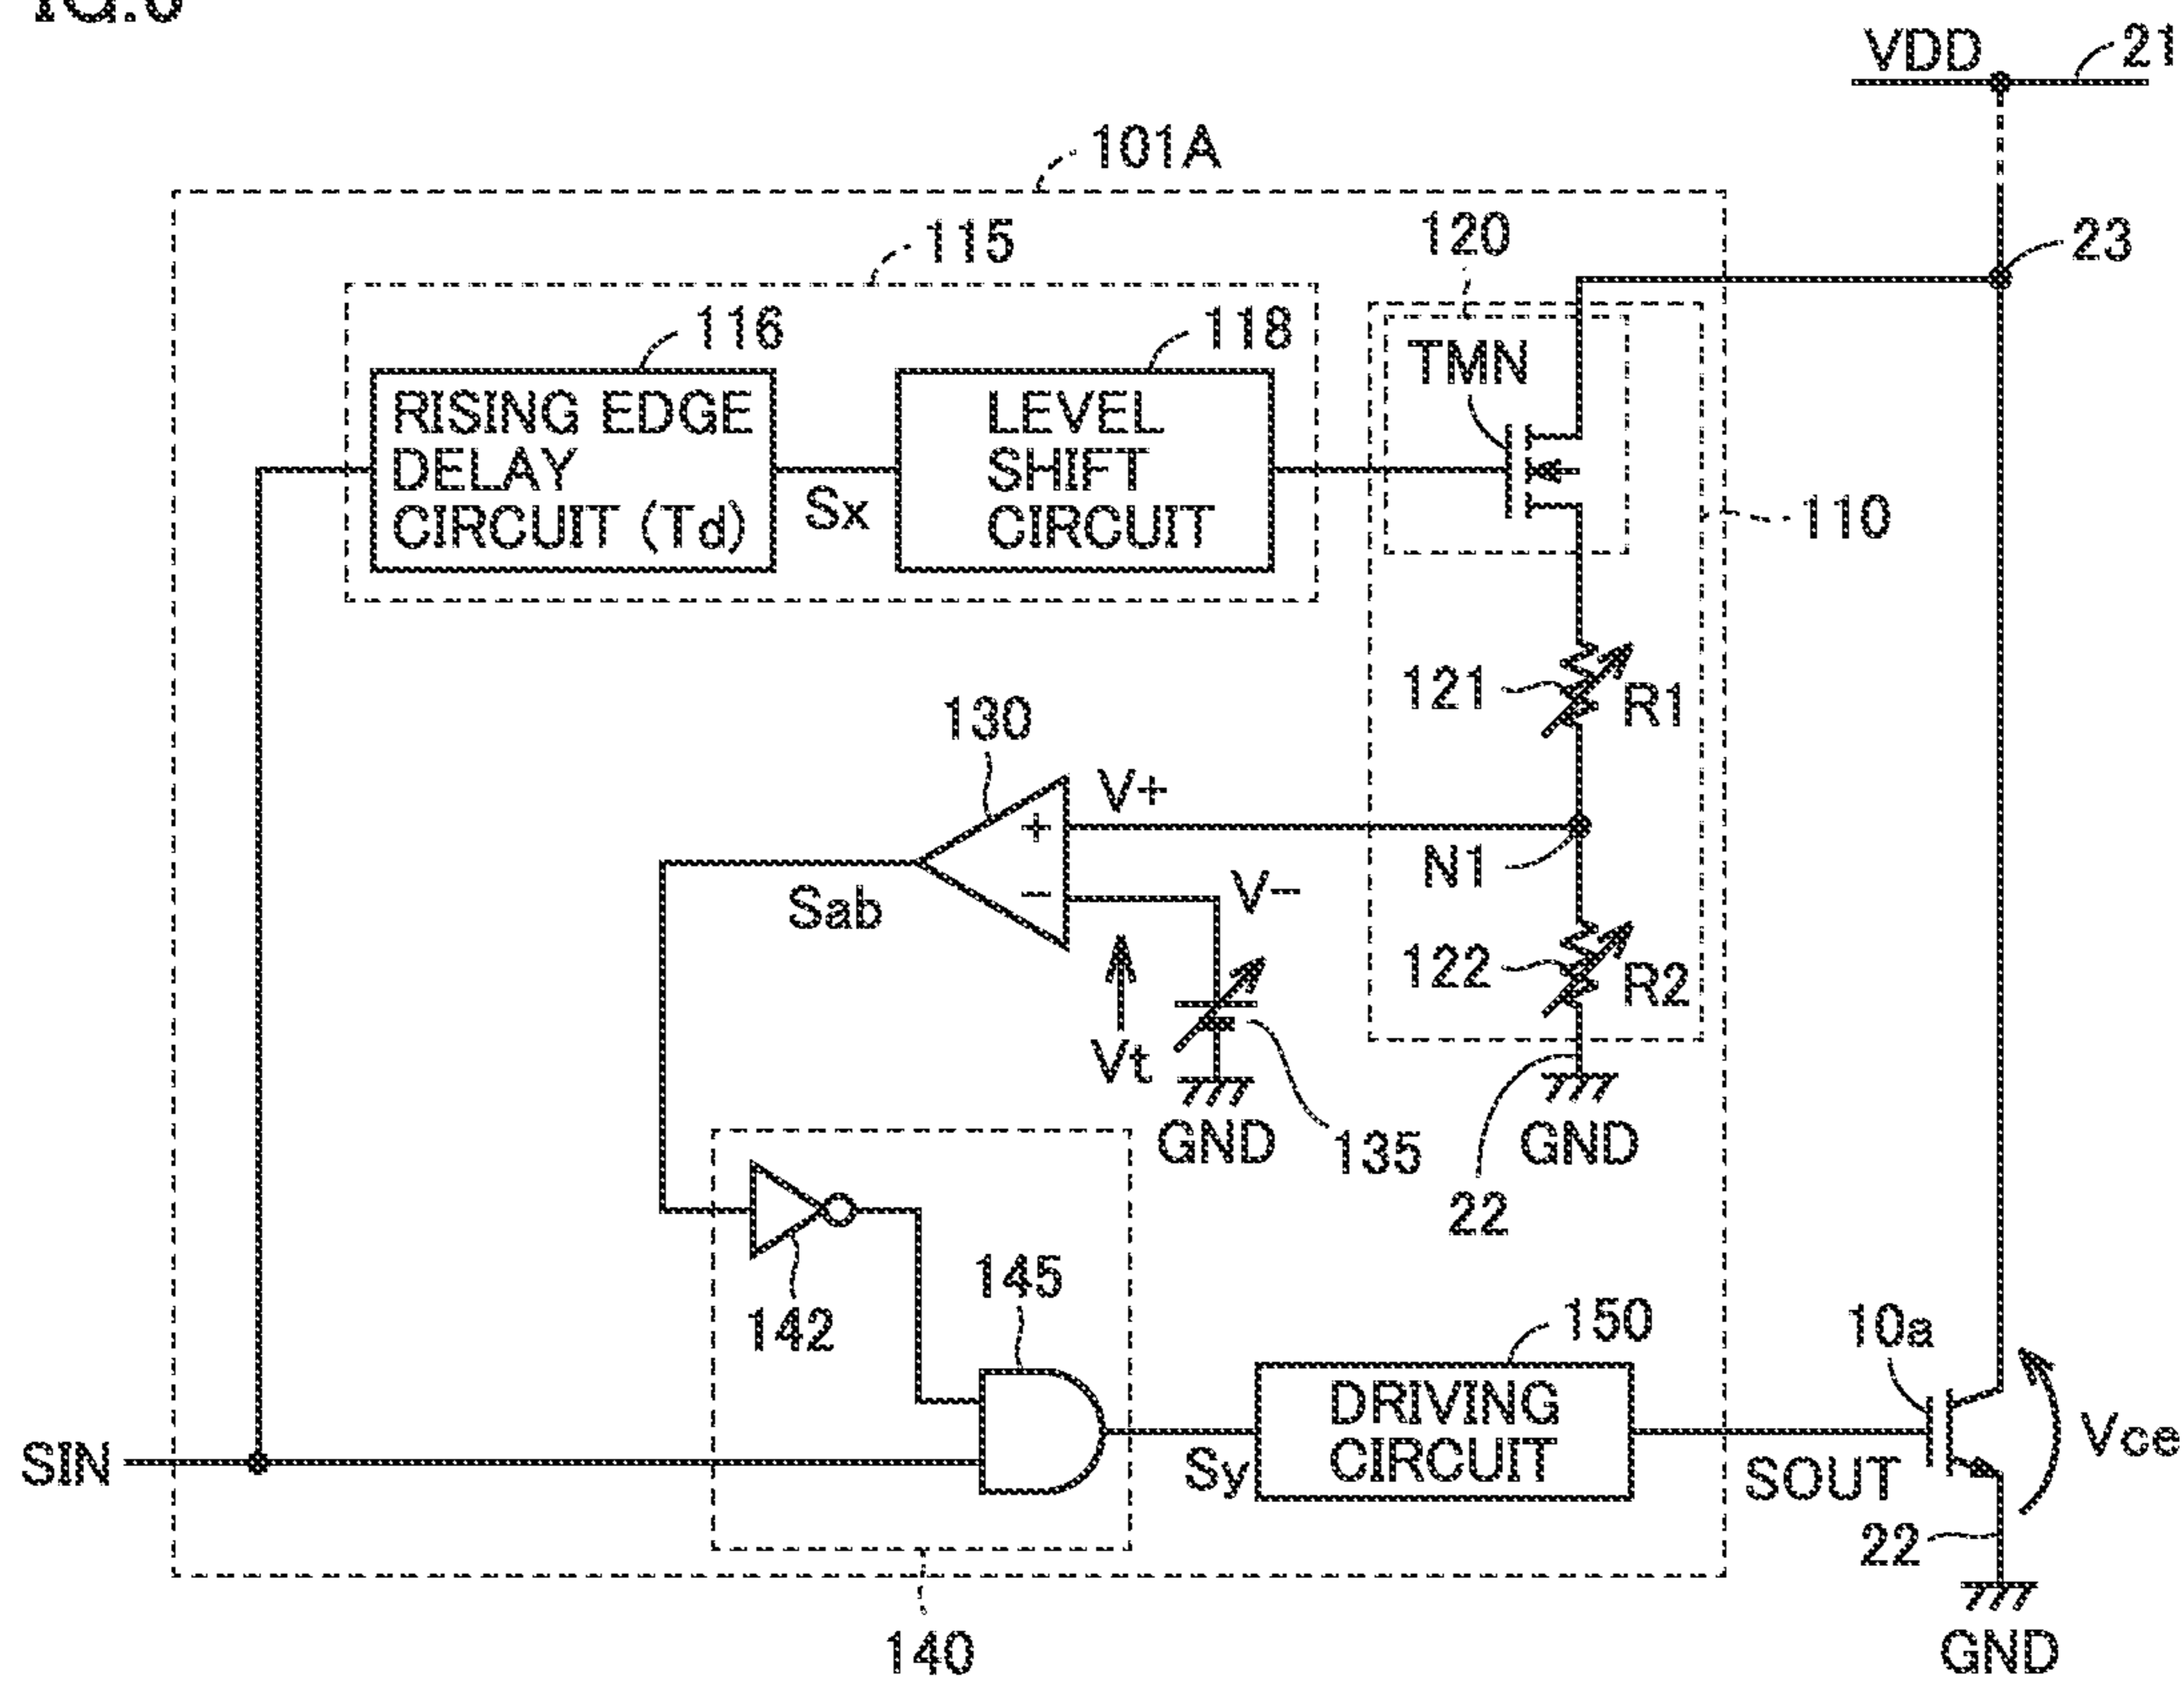 VDD
21
101A
115
120
23
116
118
TMN
RISING EDGE
DELAY
CIRCUIT (Td)
Sx
LEVEL
SHIFT
CIRCUIT
110
121
R1
130
V+
+
N1
−
V−
Sab
122
R2
Vt
GND
135
GND
22
142
145
150
10a
DRIVING
CIRCUIT
Vce
SIN
Sy
SOUT
22
140
GND